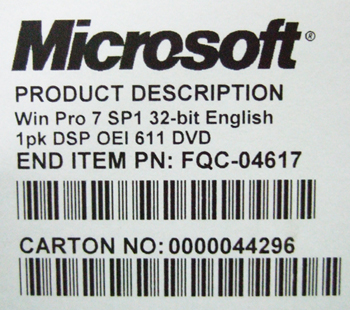 Microsoft®
PRODUCT DESCRIPTION
Win Pro 7 SP1 32-bit English
1pk DSP OEI 611 DVD
END ITEM PN: FQC-04617
CARTON NO: 0000044296